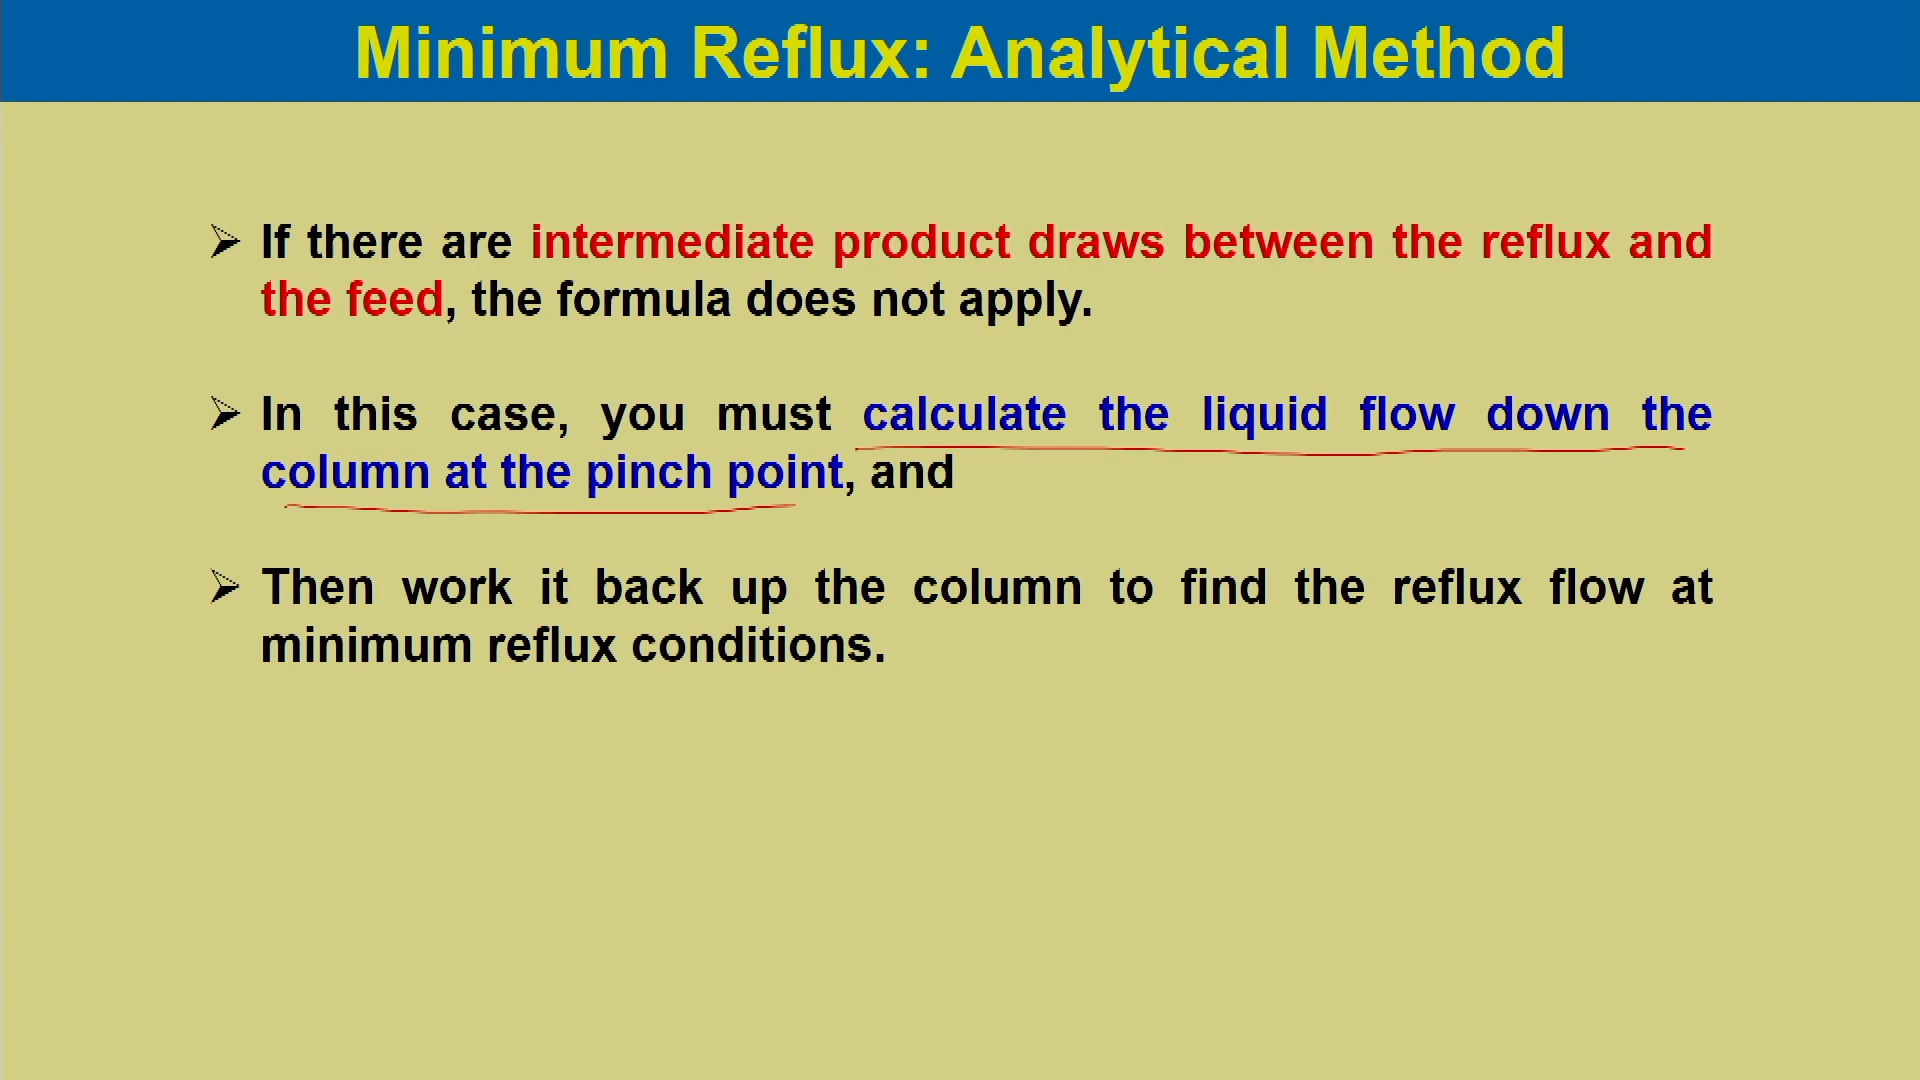 Minimum Reflux: Analytical Method
If there are intermediate product draws between the reflux and
the feed, the formula does not apply.
In this case, you must calculate the liquid flow down the
column at the pinch point, and
Then work it back up the column to find the reflux flow at
minimum reflux conditions.